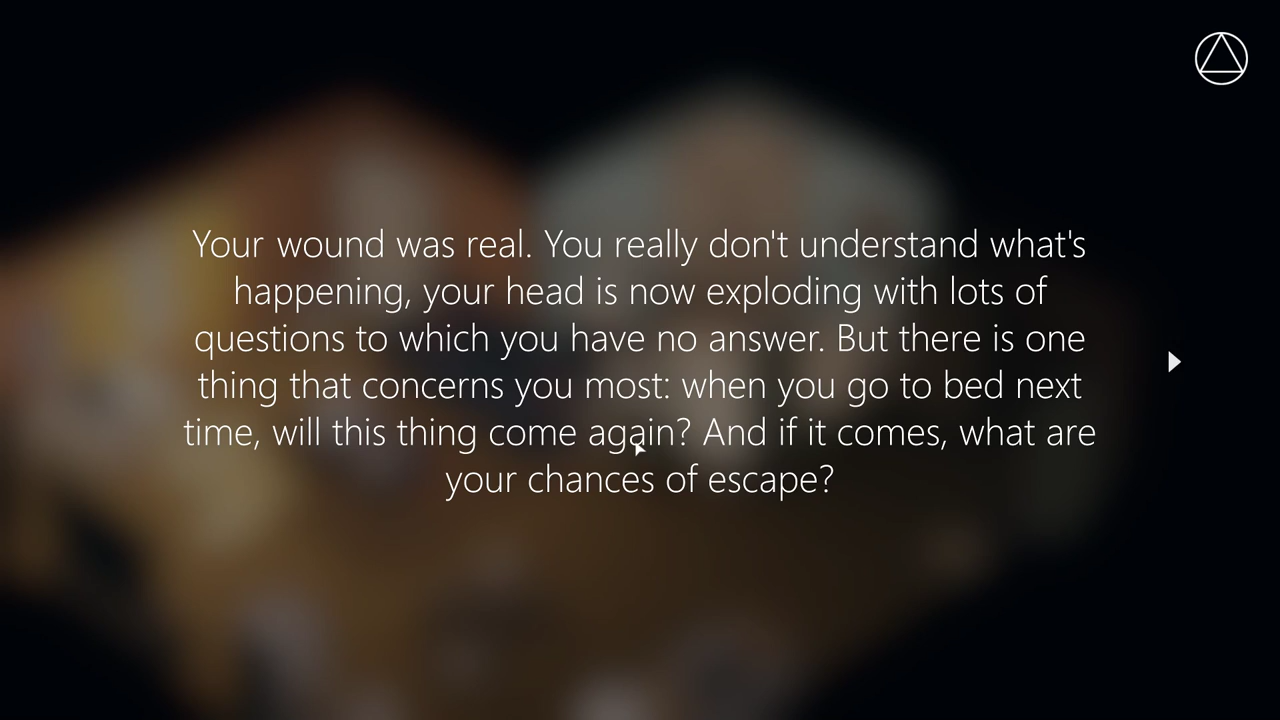 Your wound was real. You really don't understand what's
happening, your head is now exploding with lots of
questions to which you have no answer. But there is one
thing that concerns you most: when you go to bed next
time, will this thing come again? And if it comes, what are
your chances of escape?